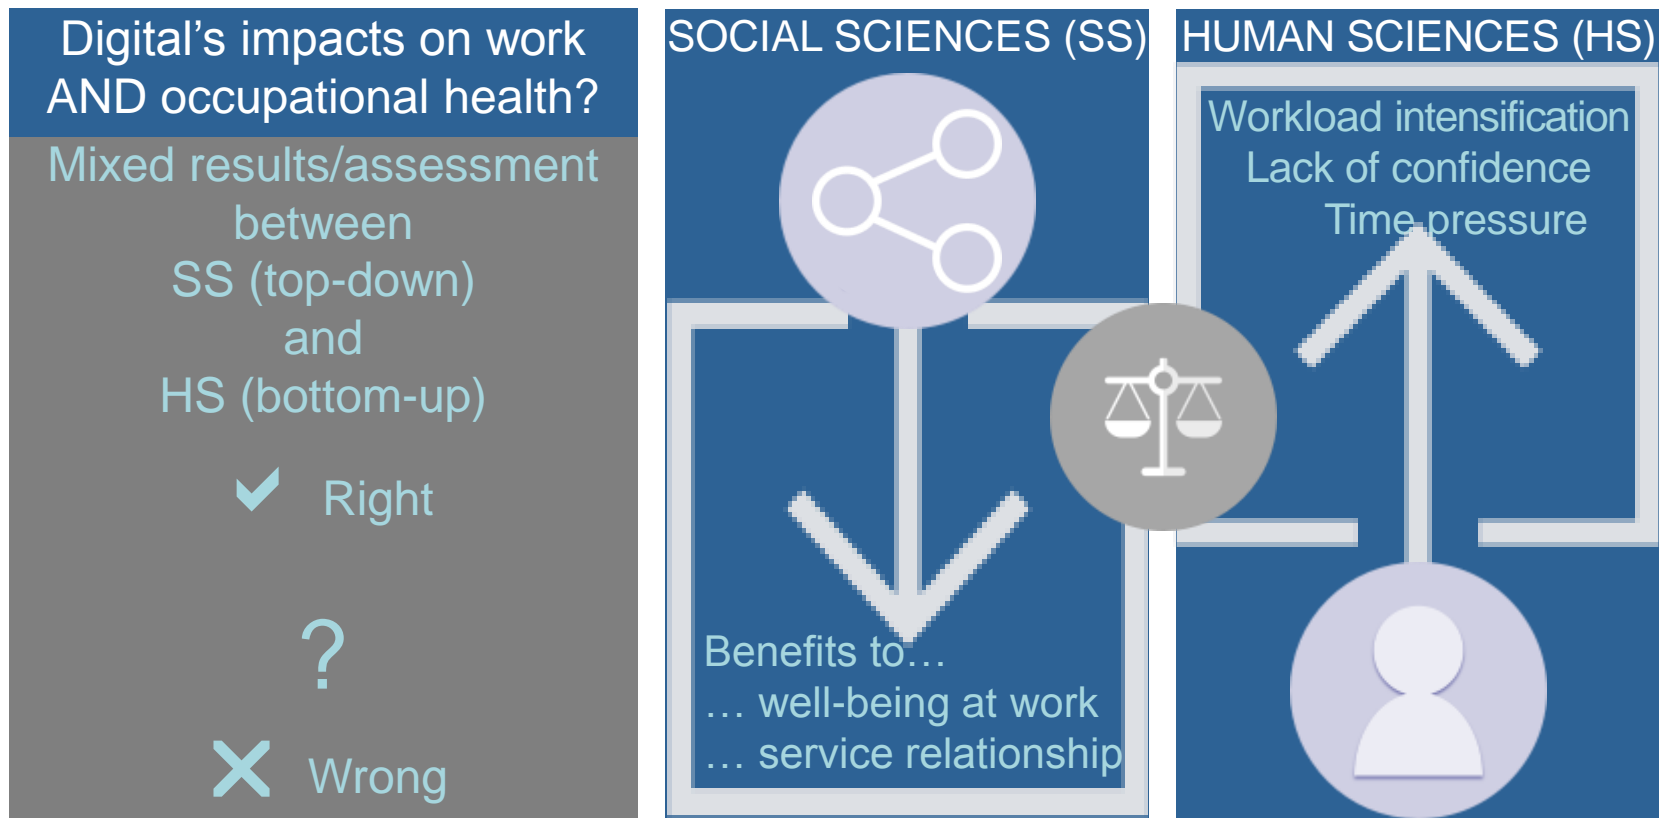 Digital’s impacts on work
AND occupational health?
Mixed results/assessment
between
SS (top-down)
and
HS (bottom-up)
Right
?
Wrong
SOCIAL SCIENCES (SS)
Benefits to…
… well-being at work
… service relationship
HUMAN SCIENCES (HS)
Workload intensification
Lack of confidence
Time pressure